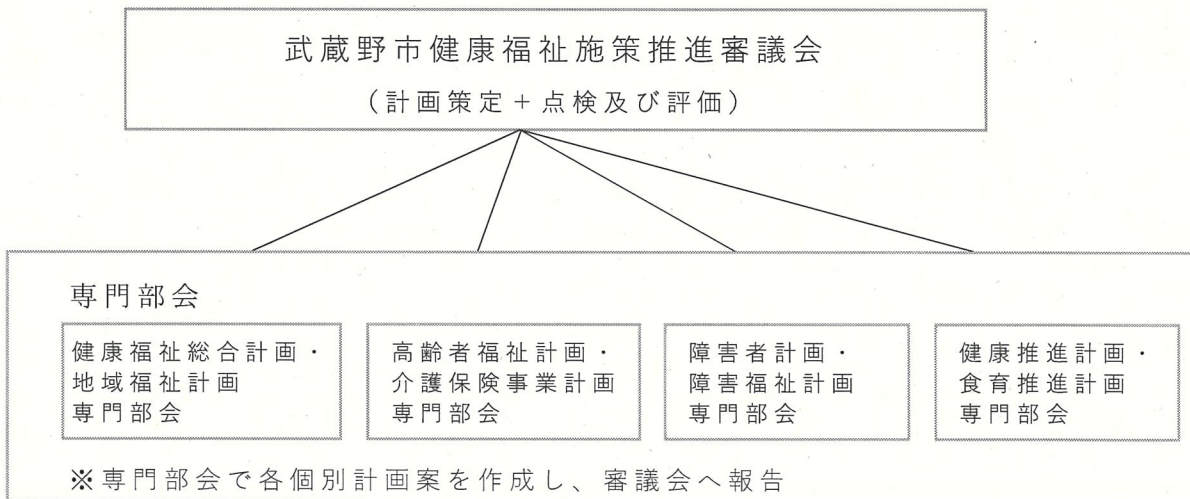 武蔵野市健康福祉施策推進審議会
（計画策定＋点検及び評価）
専門部会
健康福祉総合計画・
地域福祉計画
専門部会
高齢者福祉計画・
介護保険事業計画
専門部会
障害者計画・
障害福祉計画
専門部会
健康推進計画・
食育推進計画
専門部会
※専門部会で各個別計画案を作成し、審議会へ報告